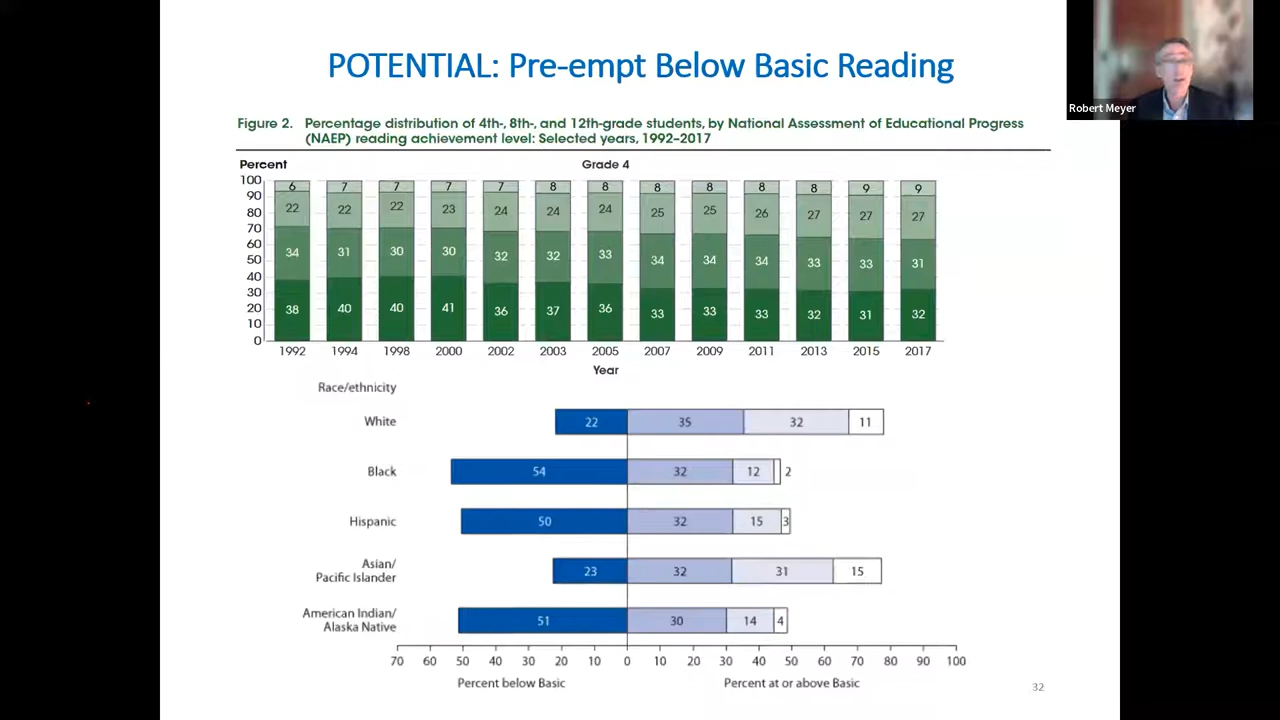 POTENTIAL: Pre-empt Below Basic Reading
Robert Meyer
Figure 2. Percentage distribution of 4th-, 8th-, and 12th-grade students, by National Assessment of Educational Progress
(NAEP) reading achievement level: Selected years, 1992–2017
Percent Grade 4
100 6 7 7 7 7 8 8 8 8 8 8 9 9
90
80 22 22 22 23 24 24 24 25 25 26 27 27 27
70
60
50 34 31 30 30 32 32 33 34 34 34 33 33 31
40
30
20 38 40 40 41 36 37 36 33 33 33 32 31 32
10
0
1992 1994 1998 2000 2002 2003 2005 2007 2009 2011 2013 2015 2017
Year
Race/ethnicity
White 22 35 32 11
Black 54 32 12 2
Hispanic 50 32 15 3
Asian/
Pacific Islander 23 32 31 15
American Indian/
Alaska Native 51 30 14 4
70 60 50 40 30 20 10 0 10 20 30 40 50 60 70 80 90 100
Percent below Basic Percent at or above Basic
32